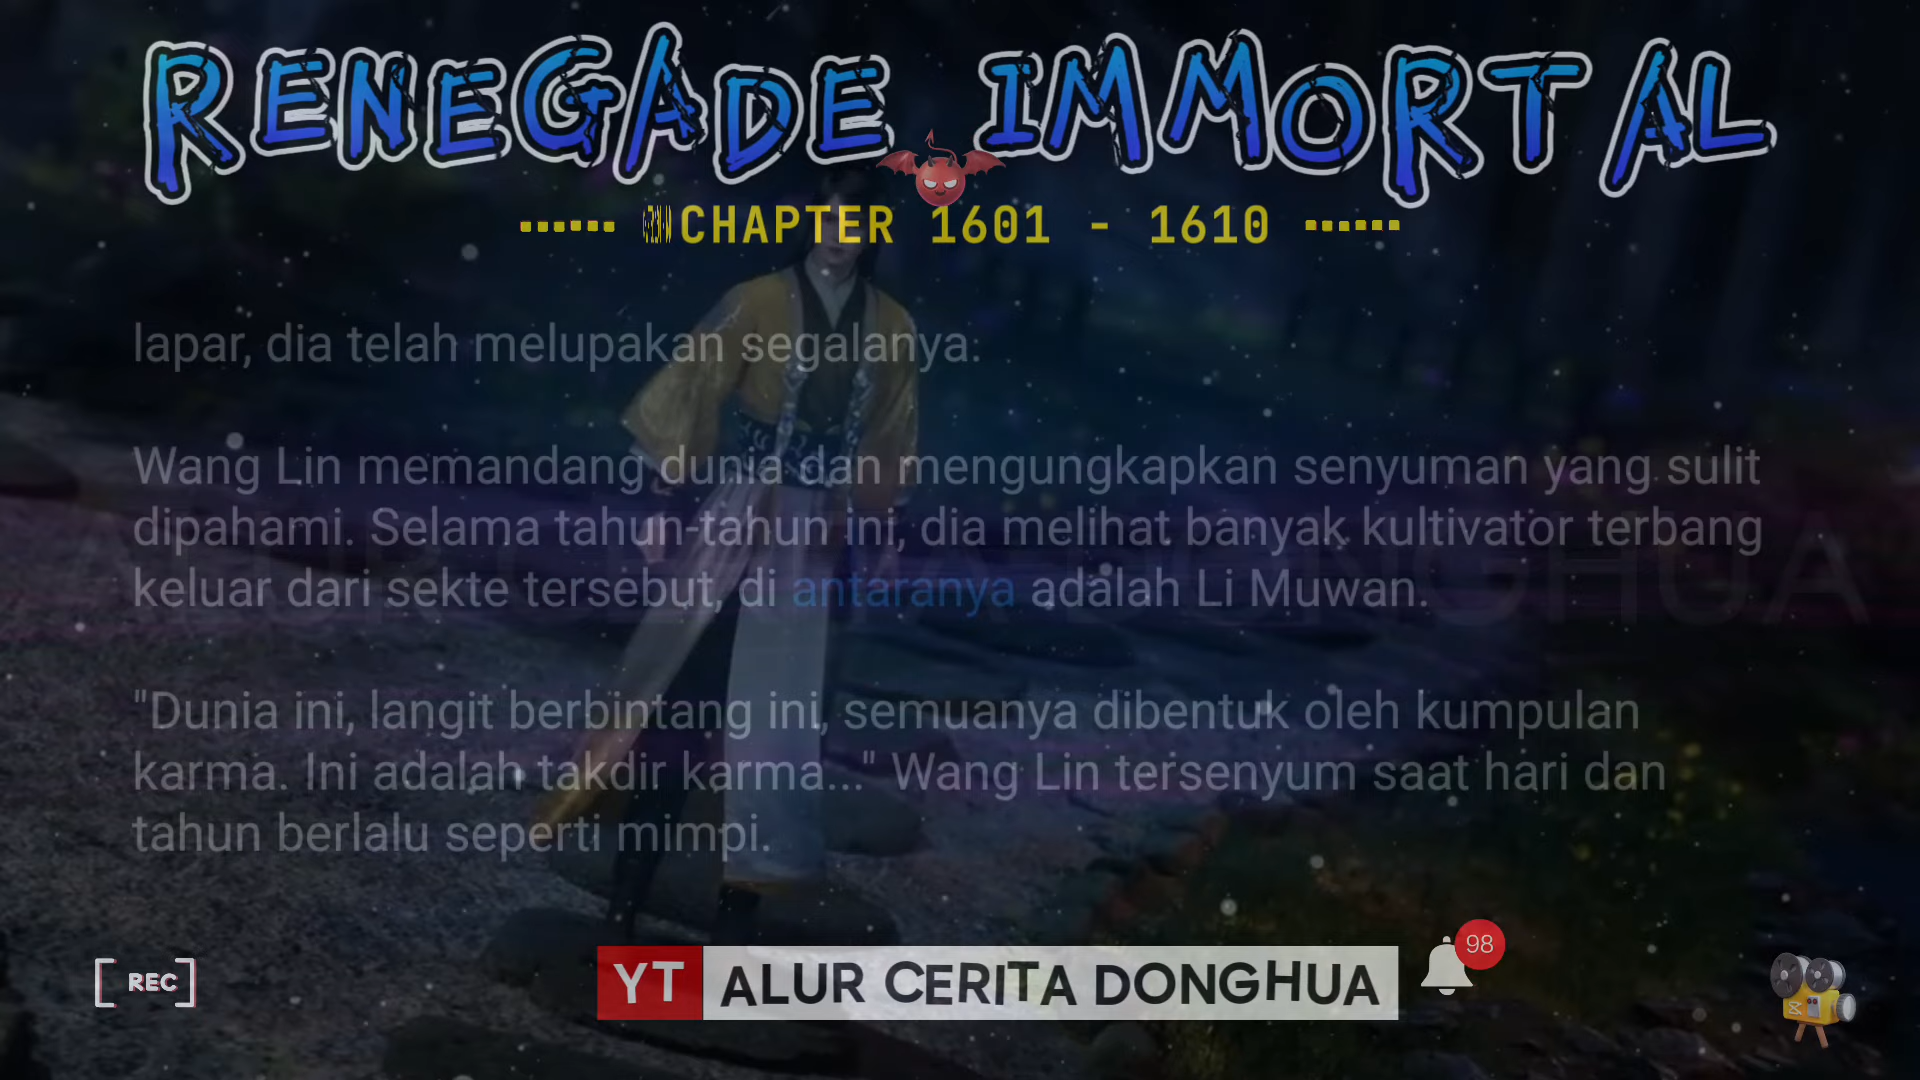 RENEGADE IMMORTAL
CHAPTER 1601 - 1610
lapar, dia telah melupakan segalanya.
Wang Lin memandang dunia dan mengungkapkan senyuman yang sulit
dipahami. Selama tahun-tahun ini, dia melihat banyak kultivator terbang
keluar dari sekte tersebut, di antaranya adalah Li Muwan.
ALUR CERITA DONGHUA
"Dunia ini, langit berbintang ini, semuanya dibentuk oleh kumpulan
karma. Ini adalah takdir karma..." Wang Lin tersenyum saat hari dan
tahun berlalu seperti mimpi.
[ REC ]
YT ALUR CERITA DONGHUA
98